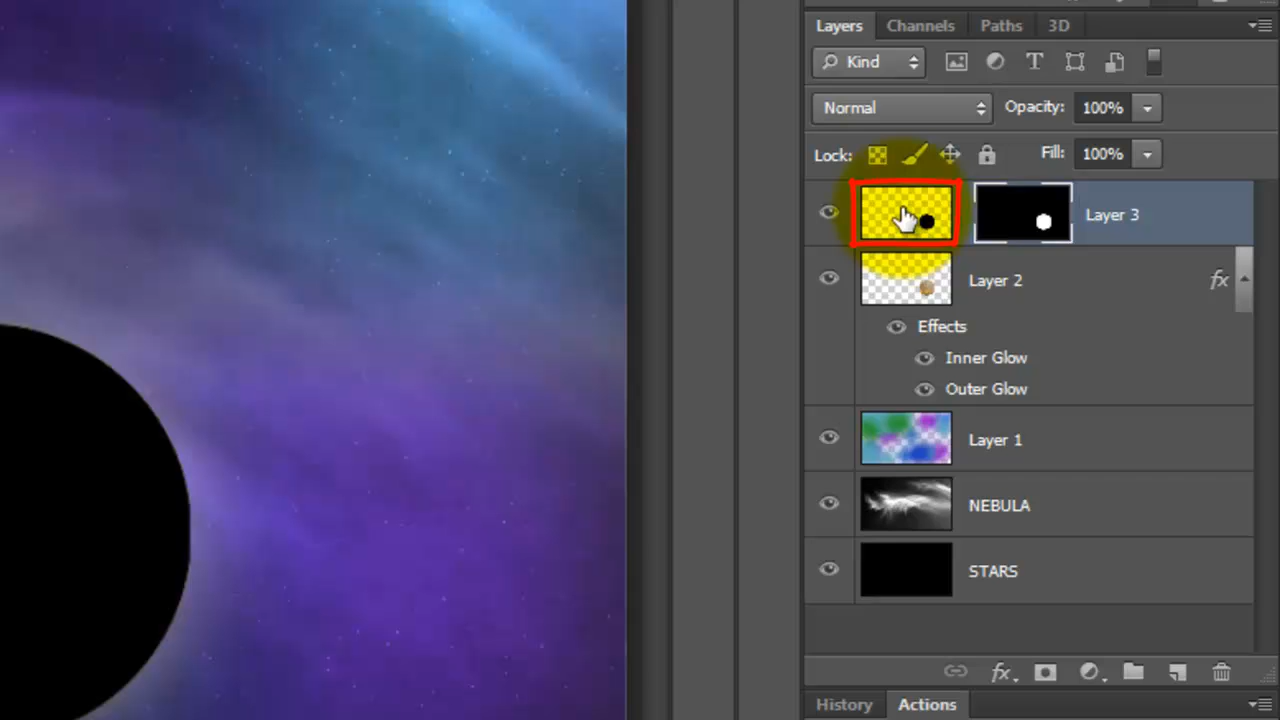 Layers Channels Paths 3D
Kind T
Normal Opacity: 100%
Lock: Fill: 100%
Layer 3
Layer 2 fx
Effects
Inner Glow
Outer Glow
Layer 1
NEBULA
STARS
fx
History Actions